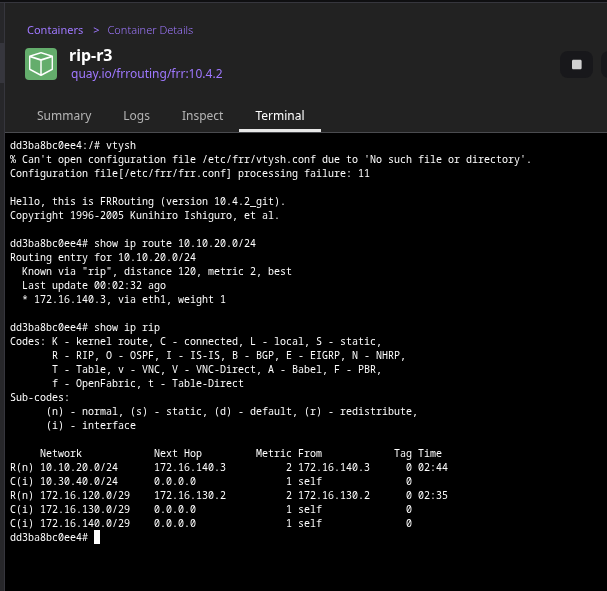 Containers > Container Details
rip-r3
quay.io/frrouting/frr:10.4.2
Summary Logs Inspect Terminal
dd3ba8bc0ee4:/# vtysh
% Can't open configuration file /etc/frr/vtysh.conf due to 'No such file or directory'.
Configuration file[/etc/frr/frr.conf] processing failure: 11

Hello, this is FRRouting (version 10.4.2_git).
Copyright 1996-2005 Kunihiro Ishiguro, et al.

dd3ba8bc0ee4# show ip route 10.10.20.0/24
Routing entry for 10.10.20.0/24
  Known via "rip", distance 120, metric 2, best
  Last update 00:02:32 ago
  * 172.16.140.3, via eth1, weight 1

dd3ba8bc0ee4# show ip rip
Codes: K - kernel route, C - connected, L - local, S - static,
       R - RIP, O - OSPF, I - IS-IS, B - BGP, E - EIGRP, N - NHRP,
       T - Table, v - VNC, V - VNC-Direct, A - Babel, F - PBR,
       f - OpenFabric, t - Table-Direct
Sub-codes:
      (n) - normal, (s) - static, (d) - default, (r) - redistribute,
      (i) - interface

     Network            Next Hop         Metric From            Tag Time
R(n) 10.10.20.0/24      172.16.140.3          2 172.16.140.3      0 02:44
C(i) 10.30.40.0/24      0.0.0.0               1 self              0
R(n) 172.16.120.0/29    172.16.130.2          2 172.16.130.2      0 02:35
C(i) 172.16.130.0/29    0.0.0.0               1 self              0
C(i) 172.16.140.0/29    0.0.0.0               1 self              0
dd3ba8bc0ee4#